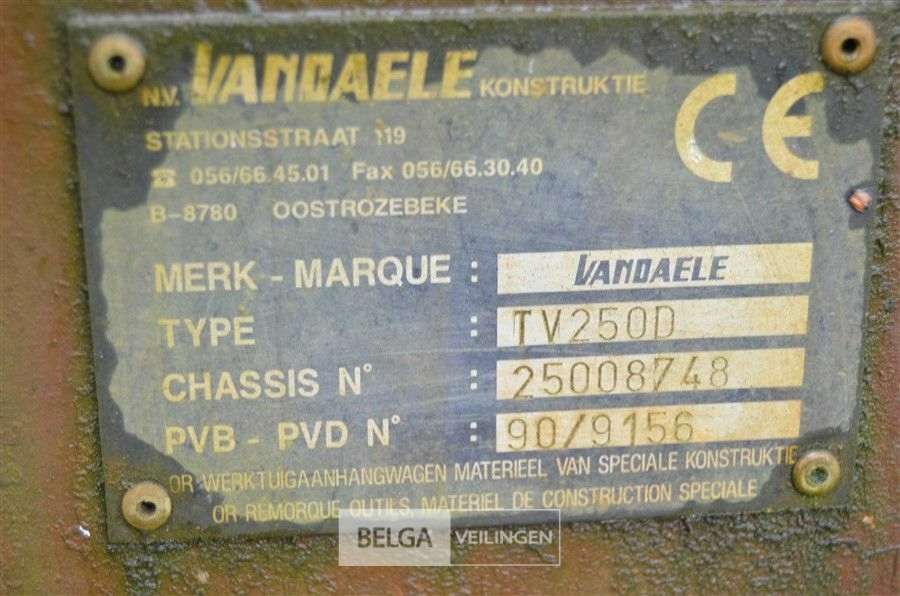 N.V. VANDAELE KONSTRUKTIE
STATIONSSTRAAT 119
☎ 056/66.45.01 Fax 056/66.30.40
B-8780 OOSTROZEBEKE
CE
MERK - MARQUE : VANDAELE
TYPE : TV250D
CHASSIS N° : 25008748
PVB - PVD N° : 90/9156
OR WERKTUIGAANHANGWAGEN MATERIEEL VAN SPECIALE KONSTRUKTIE
OR REMORQUE OUTILS, MATERIEL DE CONSTRUCTION SPECIALE
BELGA VEILINGEN